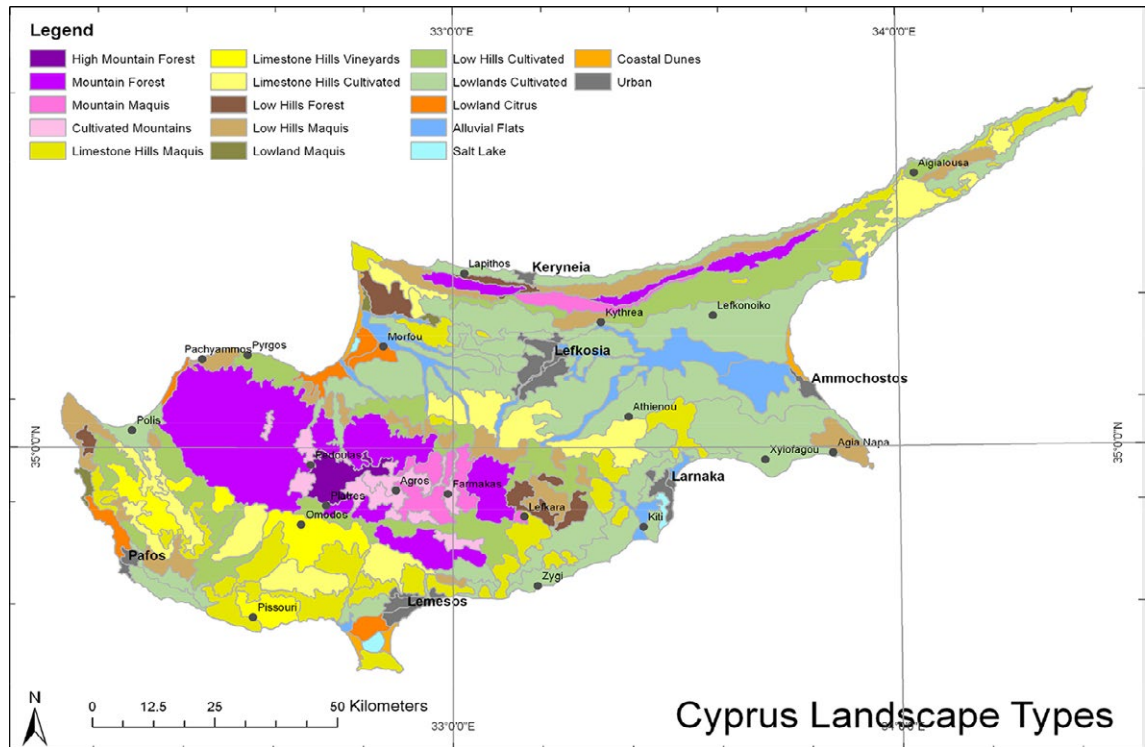 Legend
33°0'0"E
34°0'0"E
High Mountain Forest
Mountain Forest
Mountain Maquis
Cultivated Mountains
Limestone Hills Maquis
Limestone Hills Vineyards
Limestone Hills Cultivated
Low Hills Forest
Low Hills Maquis
Lowland Maquis
Low Hills Cultivated
Lowlands Cultivated
Lowland Citrus
Alluvial Flats
Salt Lake
Coastal Dunes
Urban
Aigialousa
Lapithos
Keryneia
Kythrea
Lefkonoiko
Morfou
Lefkosia
Pachyammos
Pyrgos
Ammochostos
Polis
Athienou
35°0'0"N
35°0'0"N
Agia Napa
Xylofagou
Pedoulas
Larnaka
Agros
Farmakas
Platres
Lefkara
Omodos
Kiti
Pafos
Zygi
Lemesos
Pissouri
N
0 12.5 25 50 Kilometers
33°0'0"E
34°0'0"E
Cyprus Landscape Types